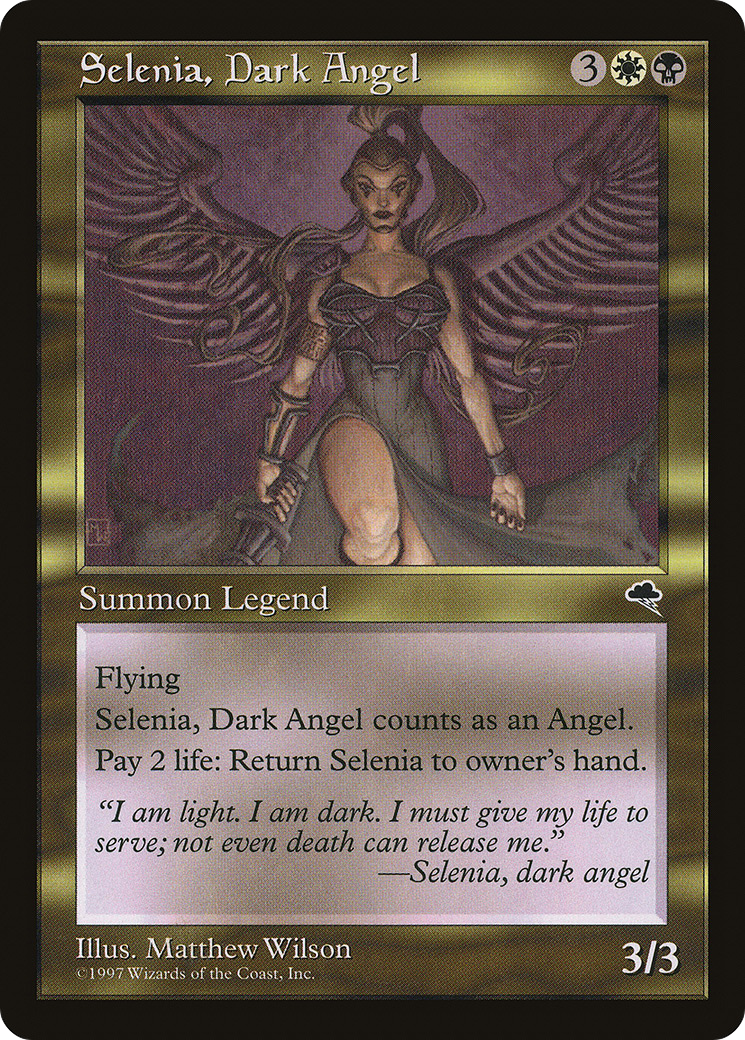 Selenia, Dark Angel 3
Summon Legend
Flying
Selenia, Dark Angel counts as an Angel.
Pay 2 life: Return Selenia to owner's hand.
“I am light. I am dark. I must give my life to
serve; not even death can release me.”
—Selenia, dark angel
Illus. Matthew Wilson
©1997 Wizards of the Coast, Inc.
3/3